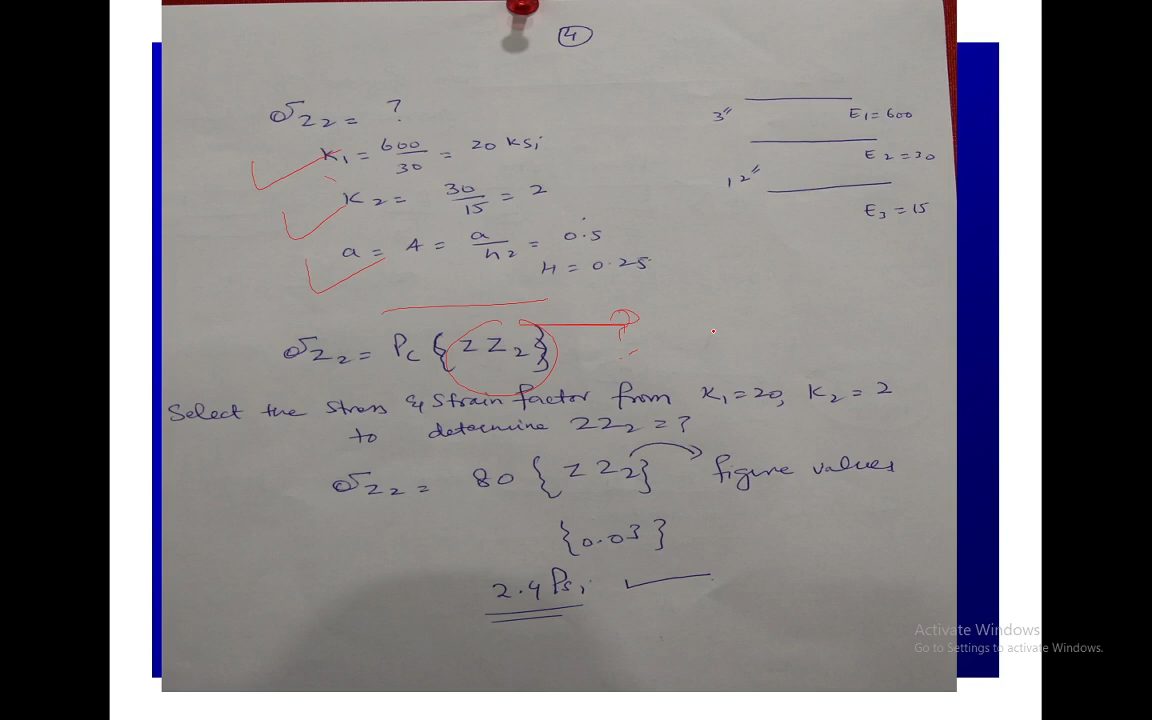 4
σz2 = ?
K1 = 600/30 = 20 ksi
K2 = 30/15 = 2
a = A = a/h2 = 0.5
H = 0.25
3"
E1 = 600
E2 = 30
12"
E3 = 15
σz2 = Pc {ZZ2} ?
Select the stress & strain factor from K1 = 20, K2 = 2
to determine ZZ2 = ?
σz2 = 80 {ZZ2} figure values
{0.03}
2.4 Psi
Activate Windows
Go to Settings to activate Windows.